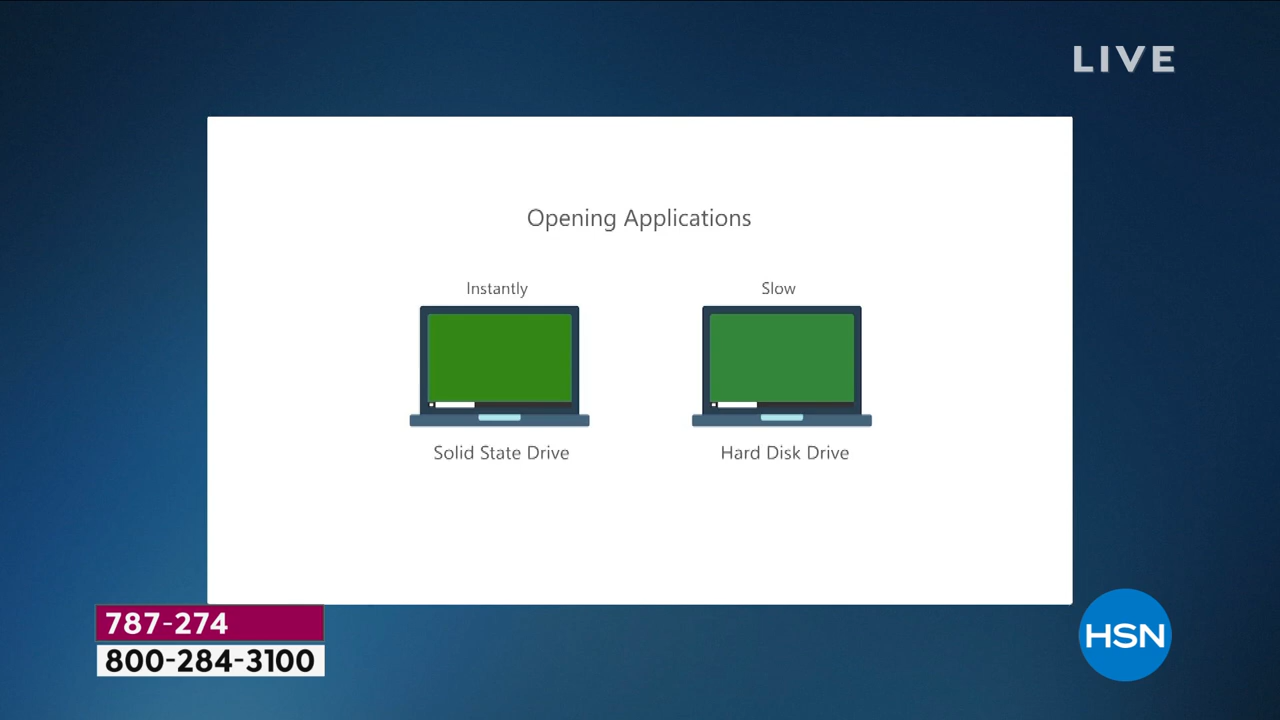 LIVE
Opening Applications
Instantly
Slow
Solid State Drive
Hard Disk Drive
787-274
800-284-3100
HSN